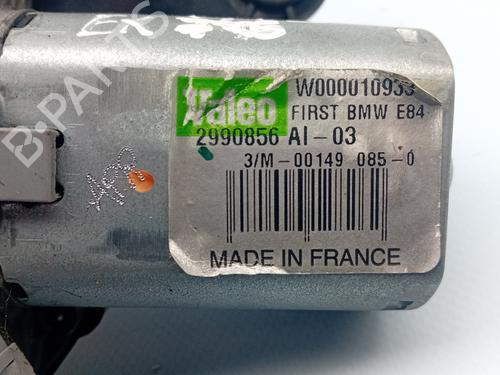 Valeo W000010933
FIRST BMW E84
2990856 AI-03
3/M-00149 085-0
MADE IN FRANCE
B-PARTS